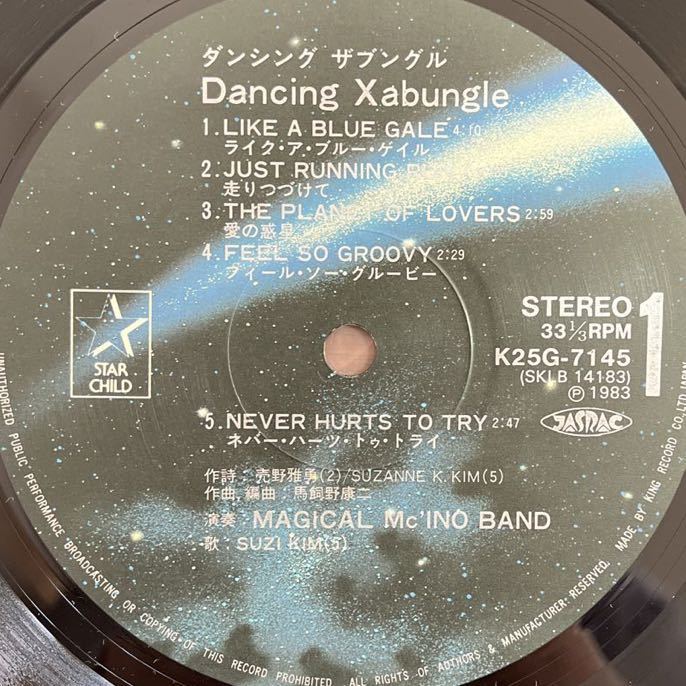 ダンシング ザブングル
Dancing Xabungle
1. LIKE A BLUE GALE 4:10
ライク・ア・ブルー・ゲイル
2. JUST RUNNING
走りつづけて
3. THE PLANET OF LOVERS 2:59
愛の惑星
4. FEEL SO GROOVY 2:29
フィール・ソー・グルービー
STAR CHILD
STEREO 1
33 1/3 RPM
K25G-7145
(SKLB 14183)
℗ 1983
JASRAC
5. NEVER HURTS TO TRY 2:47
ネバー・ハーツ・トゥ・トライ
作詩：売野雅勇(2)/SUZANNE K. KIM(5)
作曲、編曲：馬飼野康二
演奏：MAGICAL Mc'INO BAND
歌：SUZI KIM(5)
UNAUTHORIZED PUBLIC PERFORMANCE BROADCASTING OR COPYING OF THIS RECORD PROHIBITED. ALL RIGHTS OF AUTHORS & MANUFACTURER RESERVED. MADE BY KING RECORD CO., LTD. JAPAN